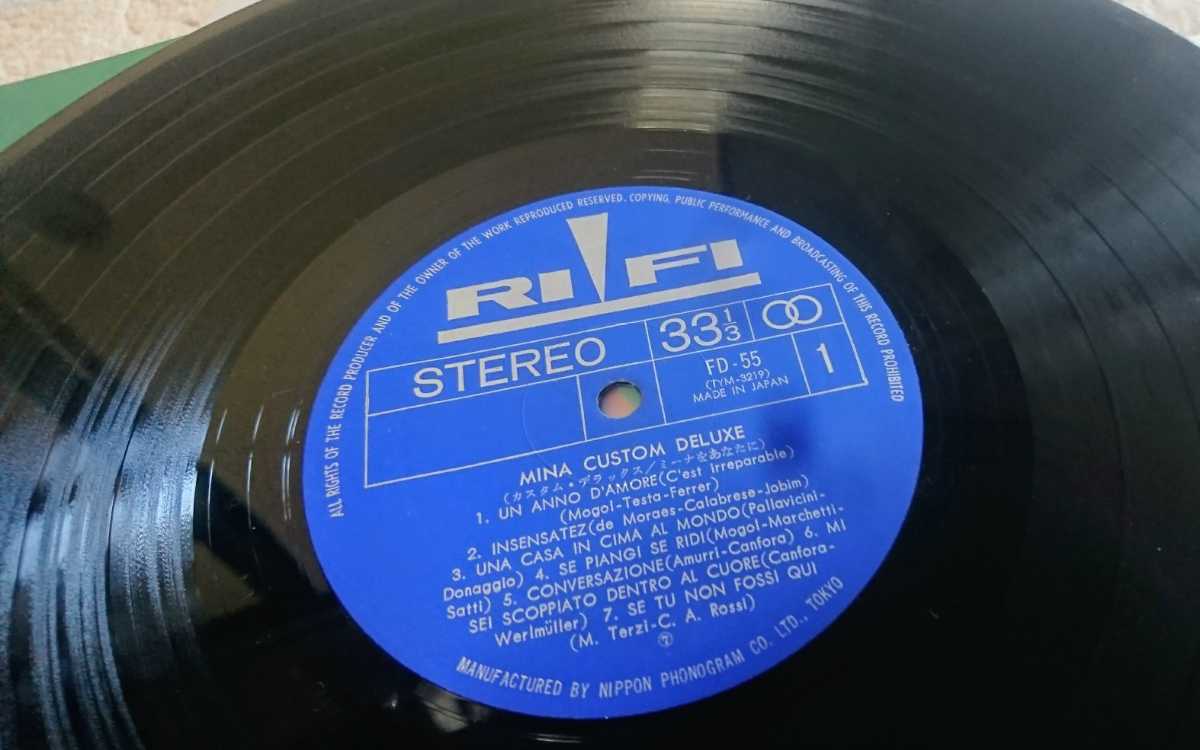 ALL RIGHTS OF THE RECORD PRODUCER AND OF THE OWNER OF THE WORK REPRODUCED RESERVED. COPYING, PUBLIC PERFORMANCE AND BROADCASTING OF THIS RECORD PROHIBITED
RI FI
STEREO
33 1/3
FD-55
(TYM-3219)
MADE IN JAPAN
1
MINA CUSTOM DELUXE
(カスタム・デラックス/ミーナをあなたに)
1. UN ANNO D'AMORE(C'est irreparable)
(Mogol-Testa-Ferrer)
2. INSENSATEZ(de Moraes-Calabrese-Jobim)
3. UNA CASA IN CIMA AL MONDO(Pallavicini-
Donaggio) 4. SE PIANGI SE RIDI(Mogol-Marchetti-
Satti) 5. CONVERSAZIONE(Amurri-Canfora) 6. MI
SEI SCOPPIATO DENTRO AL CUORE(Canfora-
Werlmüller) 7. SE TU NON FOSSI QUI
(M. Terzi-C. A. Rossi)
⑦
MANUFACTURED BY NIPPON PHONOGRAM CO. LTD., TOKYO